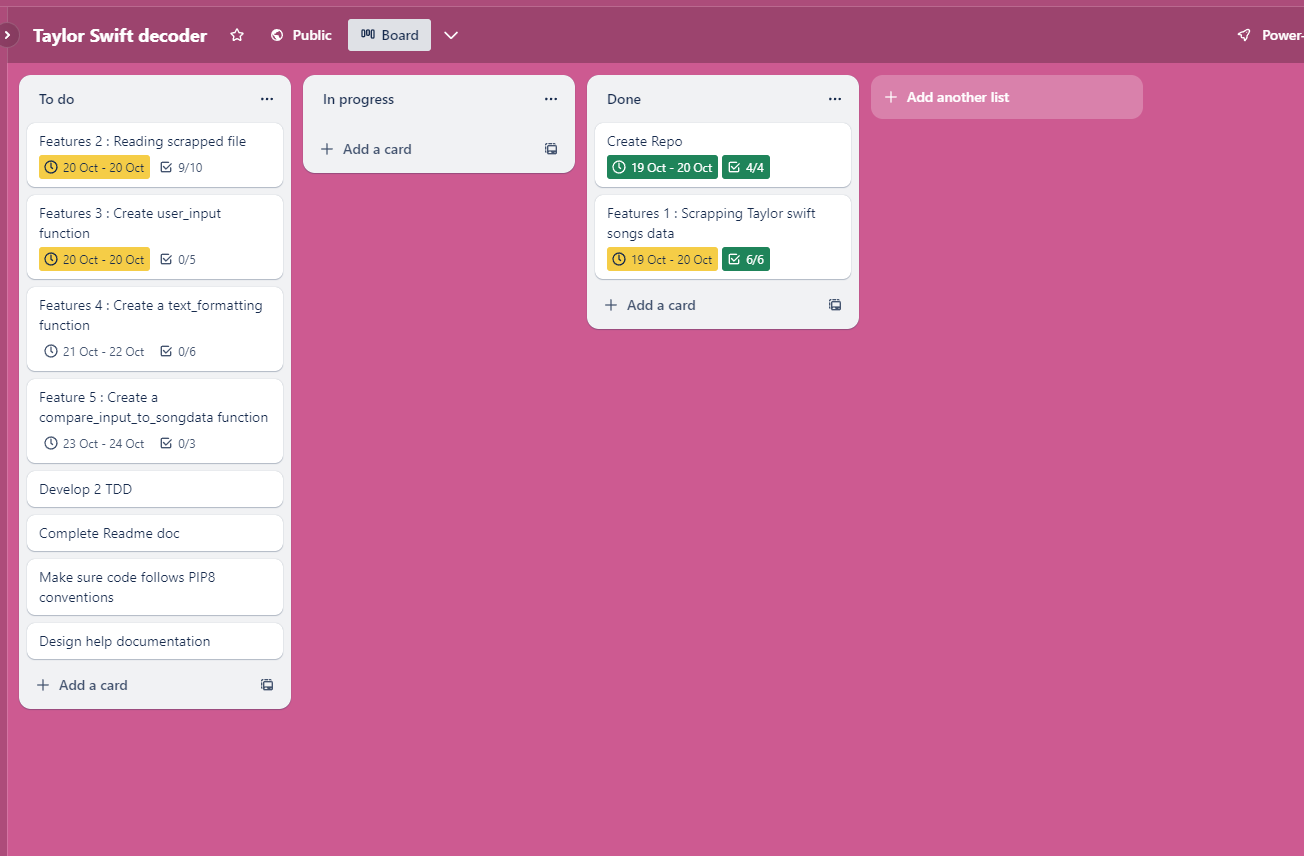 Taylor Swift decoder
Public
Board
Power-
To do
Features 2 : Reading scrapped file
20 Oct - 20 Oct 9/10
Features 3 : Create user_input
function
20 Oct - 20 Oct 0/5
Features 4 : Create a text_formatting
function
21 Oct - 22 Oct 0/6
Feature 5 : Create a
compare_input_to_songdata function
23 Oct - 24 Oct 0/3
Develop 2 TDD
Complete Readme doc
Make sure code follows PIP8
conventions
Design help documentation
+ Add a card
In progress
+ Add a card
Done
Create Repo
19 Oct - 20 Oct 4/4
Features 1 : Scrapping Taylor swift
songs data
19 Oct - 20 Oct 6/6
+ Add a card
+ Add another list